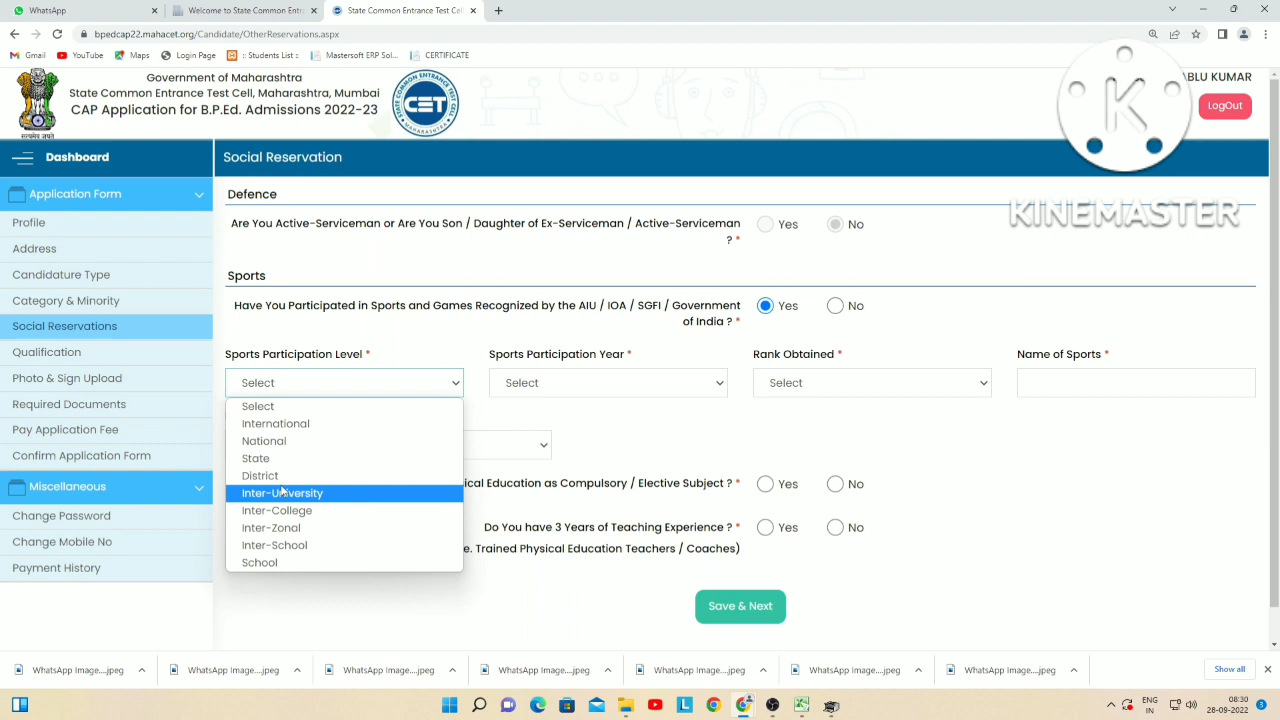 WhatsApp
Welcome to State Common Entr
State Common Entrance Test Cel
bpedcap22.mahacet.org/Candidate/OtherReservations.aspx
Gmail
YouTube
Maps
Login Page
:: Students List ::
Mastersoft ERP Sol...
CERTIFICATE
Government of Maharashtra
State Common Entrance Test Cell, Maharashtra, Mumbai
CAP Application for B.P.Ed. Admissions 2022-23
सत्यमेव जयते
CET
MAHARASHTRA
K
ABLU KUMAR
LogOut
KINEMASTER
Dashboard
Application Form
Profile
Address
Candidature Type
Category & Minority
Social Reservations
Qualification
Photo & Sign Upload
Required Documents
Pay Application Fee
Confirm Application Form
Miscellaneous
Change Password
Change Mobile No
Payment History
Social Reservation
Defence
Are You Active-Serviceman or Are You Son / Daughter of Ex-Serviceman / Active-Serviceman
? *
Yes
No
Sports
Have You Participated in Sports and Games Recognized by the AIU / IOA / SGFI / Government
of India ? *
Yes
No
Sports Participation Level *
Sports Participation Year *
Rank Obtained *
Name of Sports *
Select
Select
Select
Select
International
National
State
District
Inter-University
Inter-College
Inter-Zonal
Inter-School
School
ical Education as Compulsory / Elective Subject ? *
Yes
No
Do You have 3 Years of Teaching Experience ? *
Yes
No
e. Trained Physical Education Teachers / Coaches)
Save & Next
WhatsApp Image....jpeg
WhatsApp Image....jpeg
WhatsApp Image....jpeg
WhatsApp Image....jpeg
WhatsApp Image....jpeg
WhatsApp Image....jpeg
WhatsApp Image....jpeg
Show all
ENG
IN
08:30
28-09-2022
3